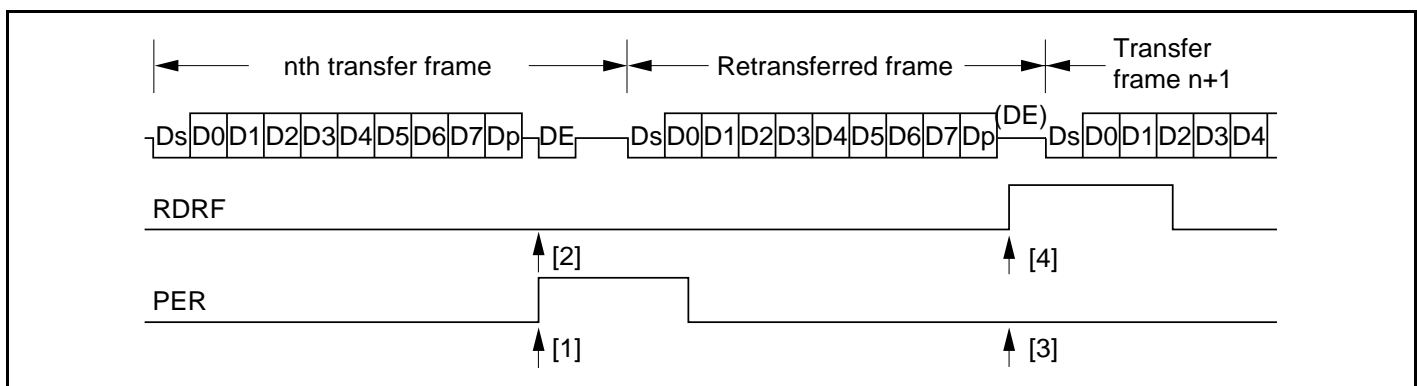 nth transfer frame
Retransferred frame
Transfer
frame n+1
Ds D0 D1 D2 D3 D4 D5 D6 D7 Dp DE
Ds D0 D1 D2 D3 D4 D5 D6 D7 Dp
(DE)
Ds D0 D1 D2 D3 D4
RDRF
[2]
[4]
PER
[1]
[3]